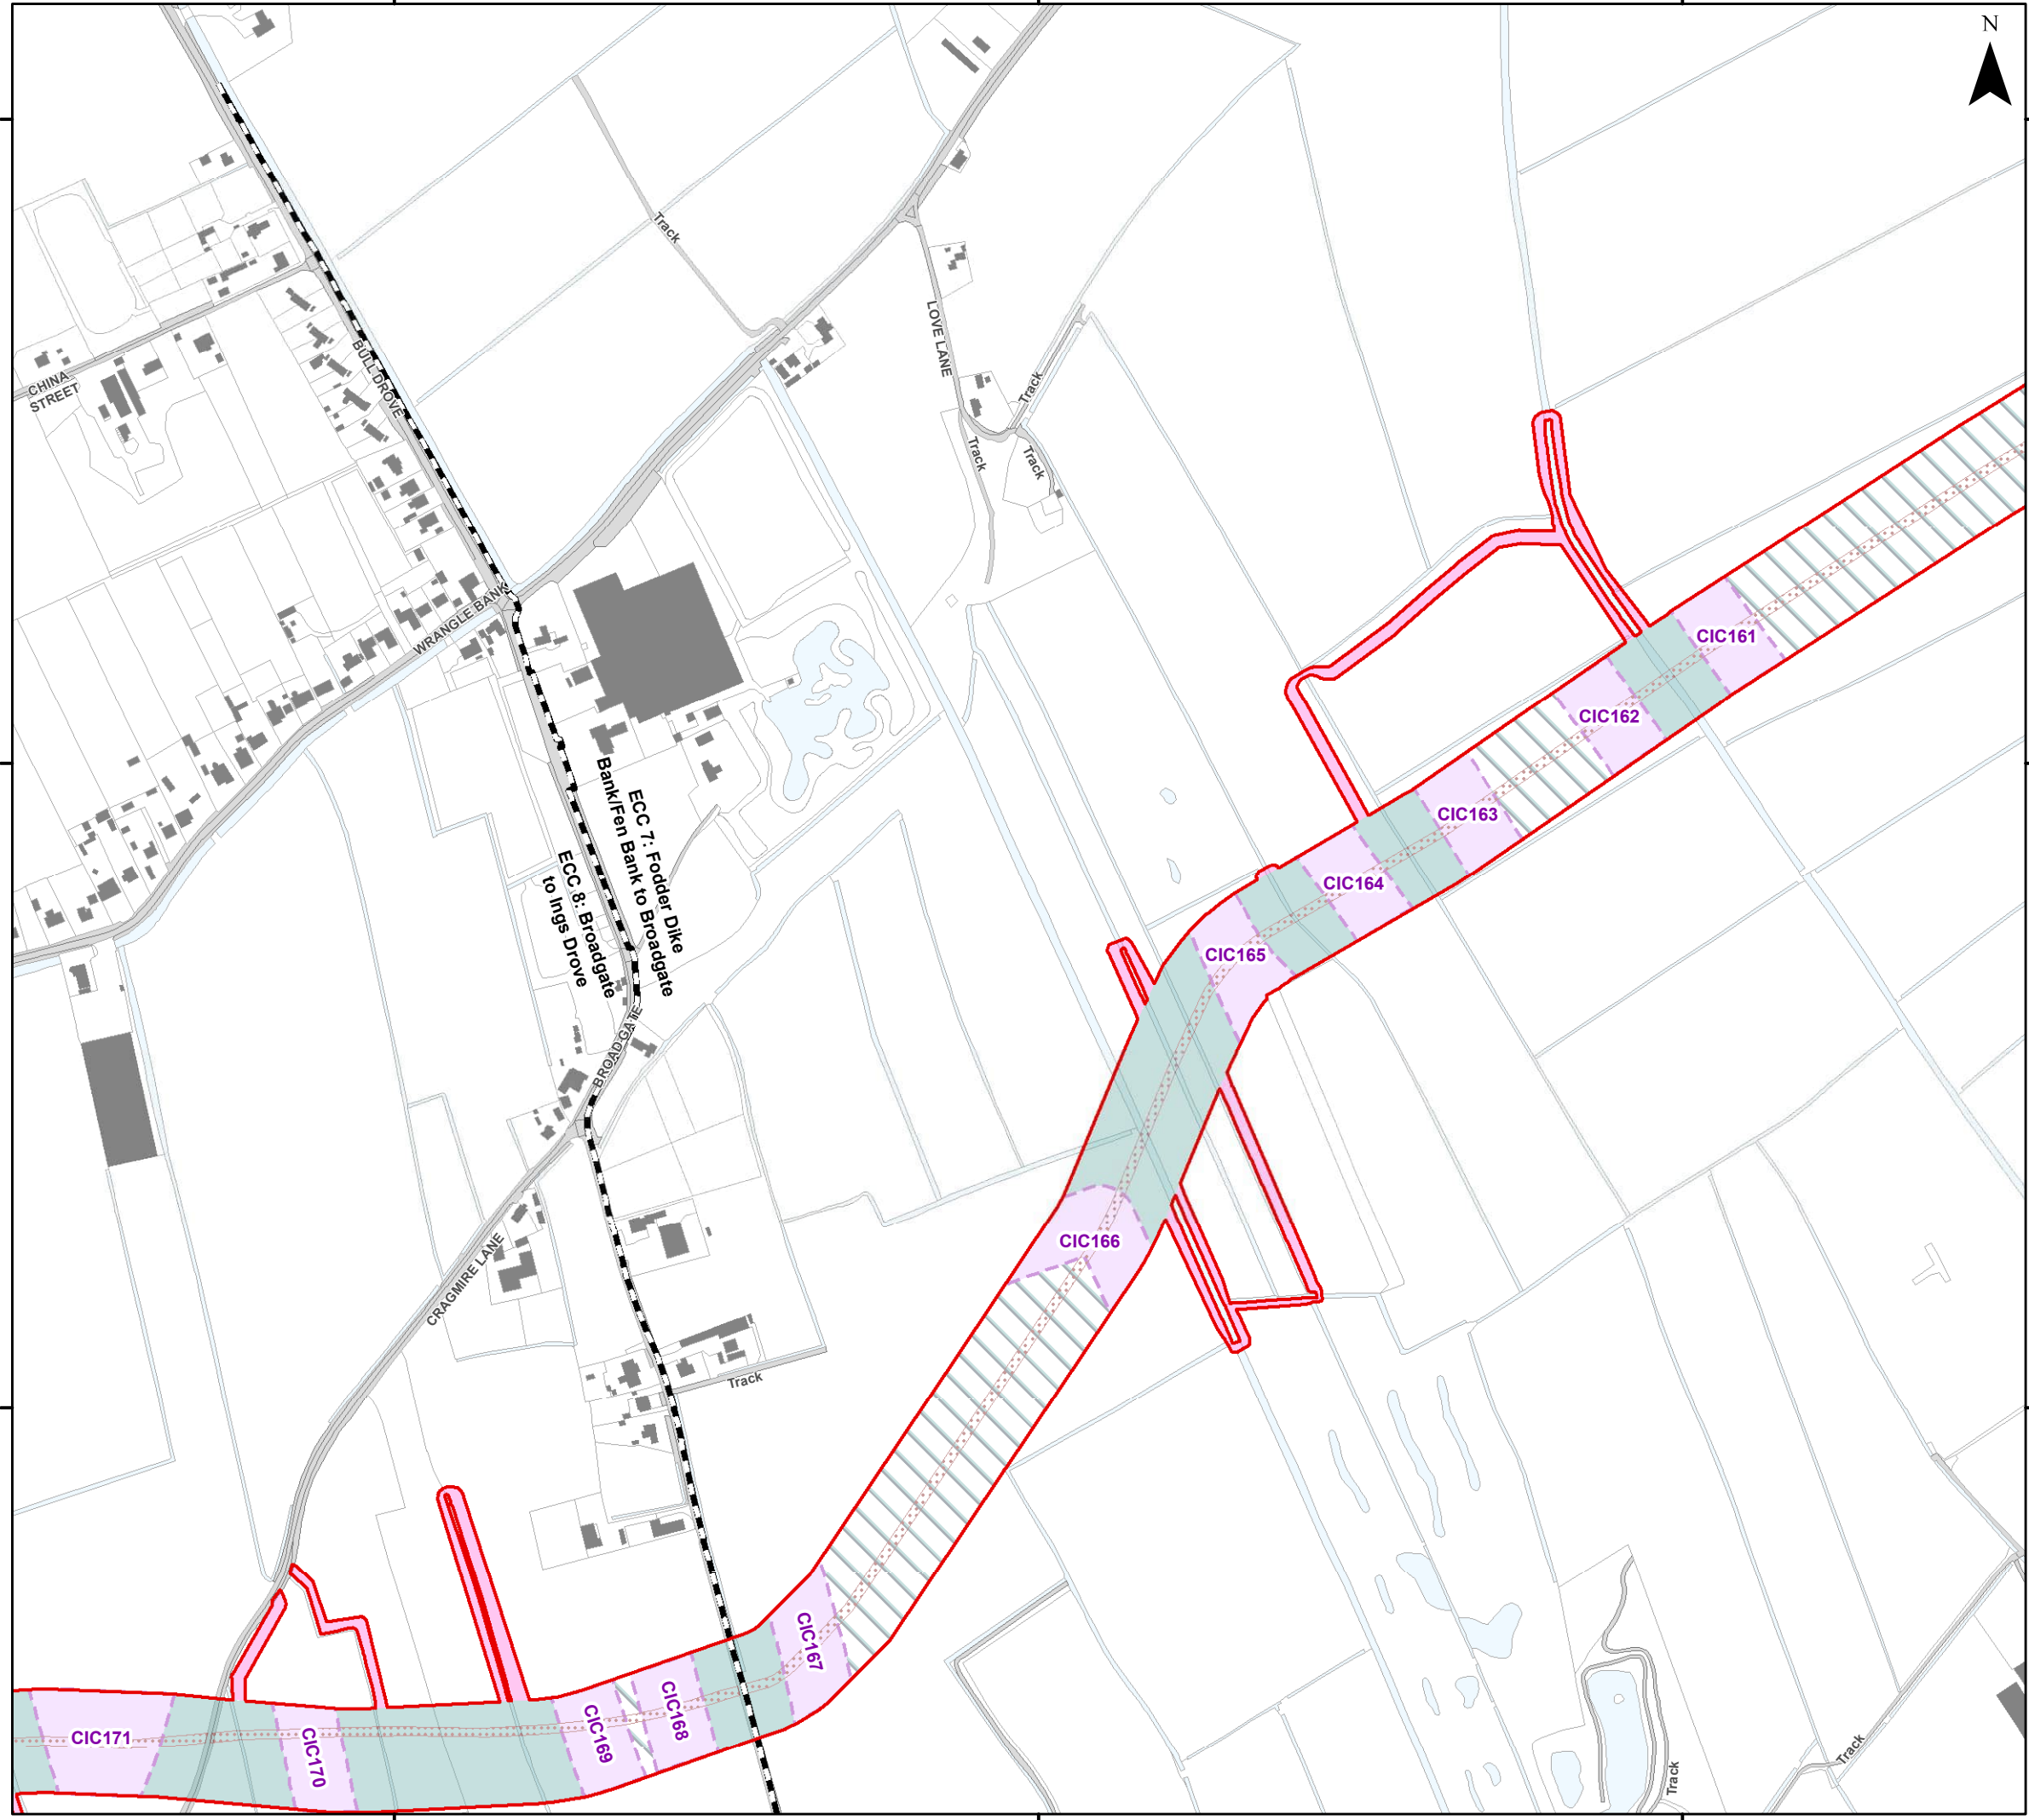 N
Track
LOVE LANE
BULL DROVE
CHINA
STREET
Track
Track
Track
WRANGLE BANK
CIC161
CIC162
CIC163
CIC164
CIC165
ECC 7: Fodder Dike
Bank/Fen Bank to Broadgate
ECC 8: Broadgate
to Ings Drove
BROADGATE
CIC166
CRAGMIRE LANE
Track
CIC167
CIC168
CIC169
CIC170
CIC171
Track
Track